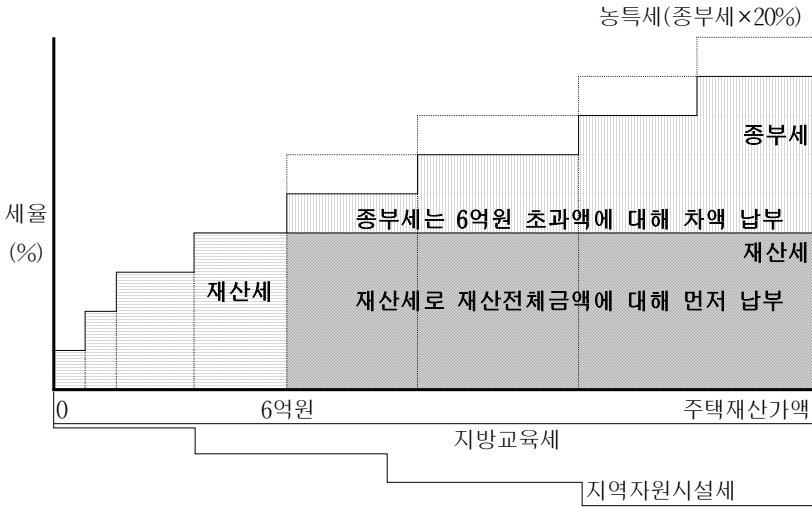 농특세(종부세×20%)
종부세
세율
(%)
종부세는 6억원 초과액에 대해 차액 납부
재산세
재산세
재산세로 재산전체금액에 대해 먼저 납부
0
6억원
주택재산가액
지방교육세
지역자원시설세